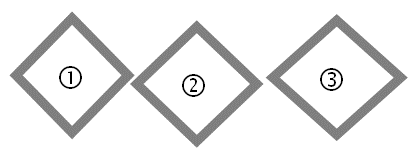 ① ② ③